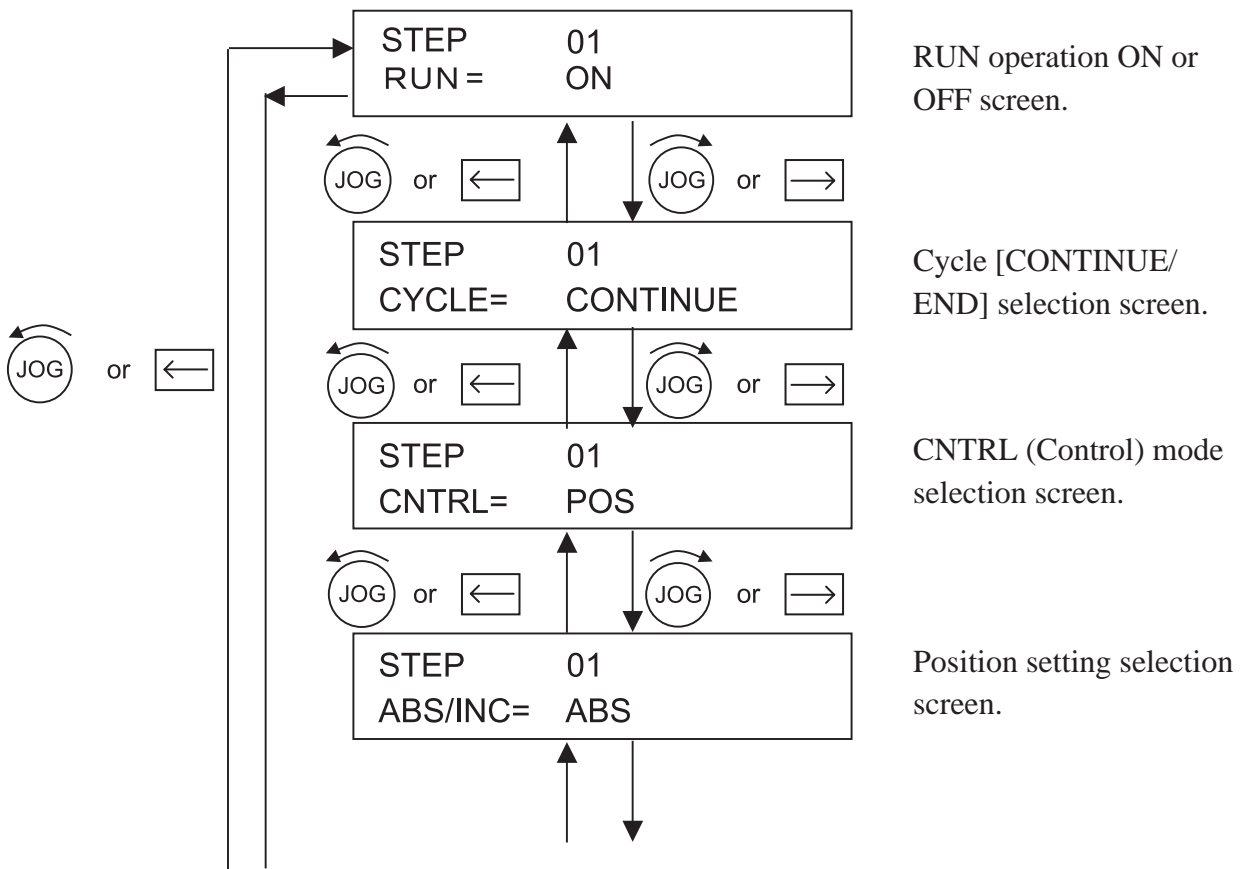 STEP 01
RUN= ON
RUN operation ON or
OFF screen.
JOG or ← JOG or →
STEP 01
CYCLE= CONTINUE
Cycle [CONTINUE/
END] selection screen.
JOG or ←
JOG or ← JOG or →
STEP 01
CNTRL= POS
CNTRL (Control) mode
selection screen.
JOG or ← JOG or →
STEP 01
ABS/INC= ABS
Position setting selection
screen.